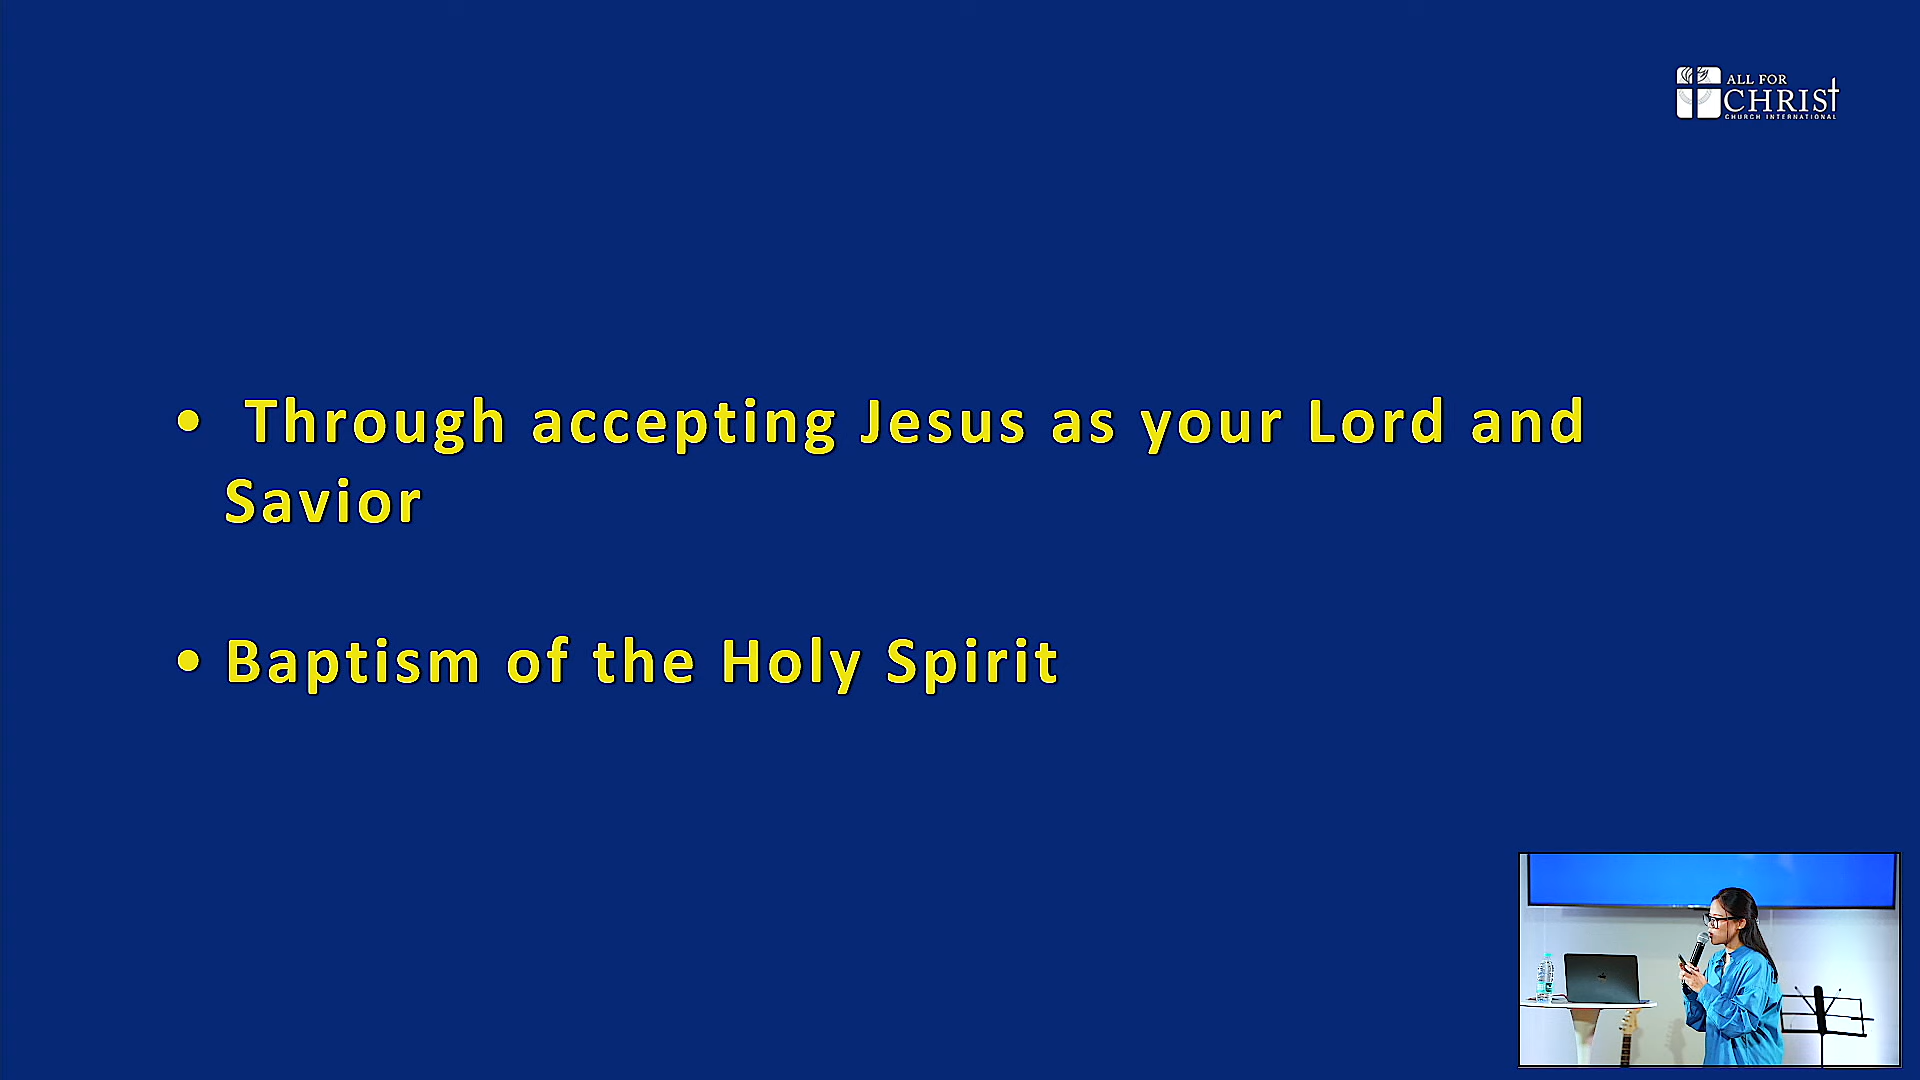 ALL FOR
CHRIST
CHURCH INTERNATIONAL
• Through accepting Jesus as your Lord and
Savior
• Baptism of the Holy Spirit